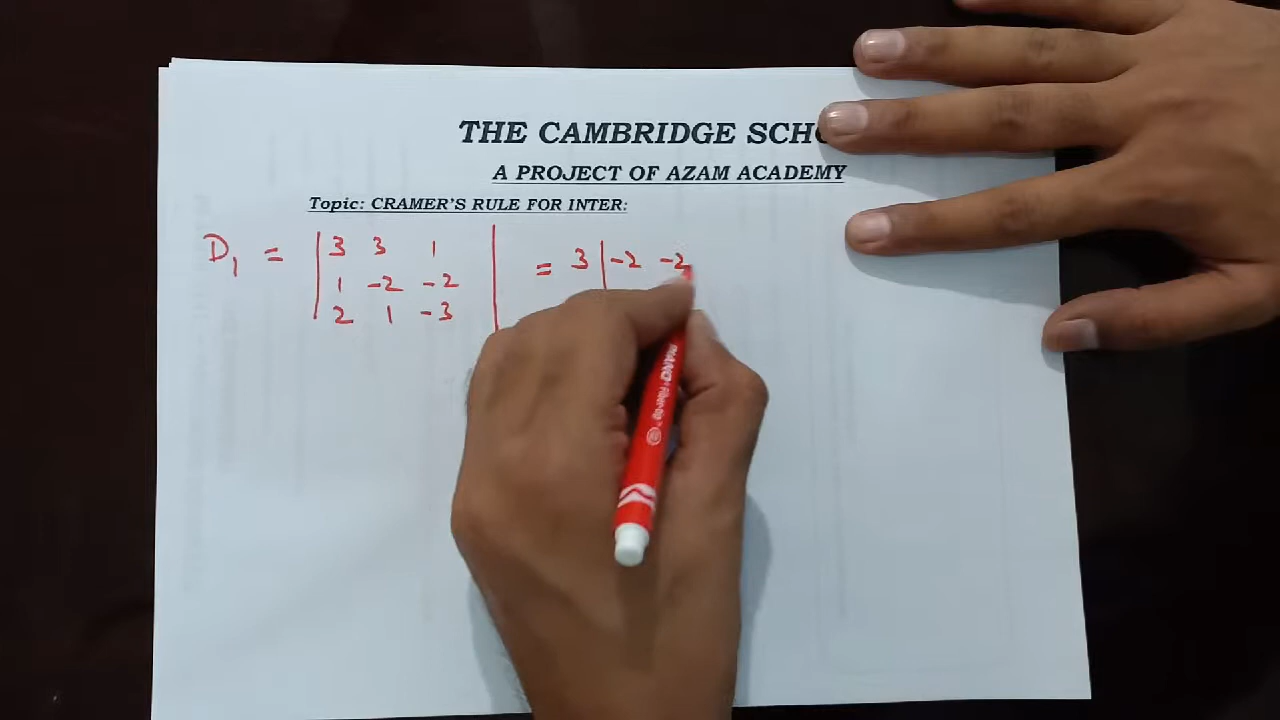 THE CAMBRIDGE SCHO
A PROJECT OF AZAM ACADEMY
Topic: CRAMER'S RULE FOR INTER:
D₁ = | 3 3 1 | = 3 | -2 -2
1 -2 -2
2 1 -3